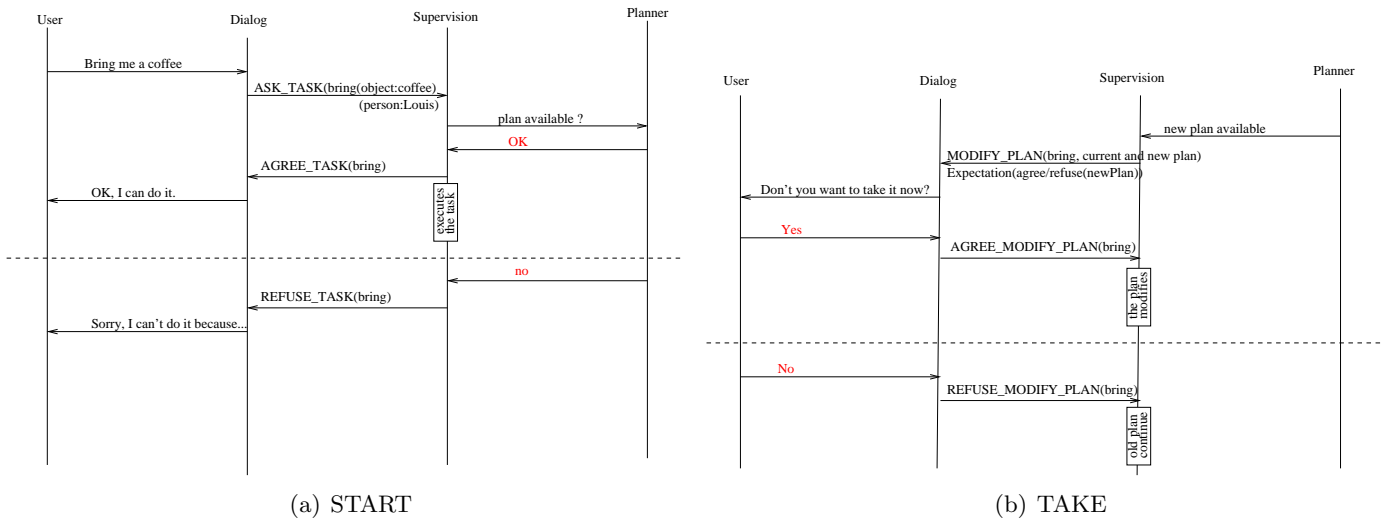 User
Dialog
Supervision
Planner
Bring me a coffee
ASK_TASK(bring(object:coffee)
(person:Louis)
plan available ?
OK
AGREE_TASK(bring)
OK, I can do it.
executes
the task
no
REFUSE_TASK(bring)
Sorry, I can't do it because...
(a) START
User
Dialog
Supervision
Planner
new plan available
MODIFY_PLAN(bring, current and new plan)
Expectation(agree/refuse(newPlan))
Don't you want to take it now?
Yes
AGREE_MODIFY_PLAN(bring)
the plan
modifies
No
REFUSE_MODIFY_PLAN(bring)
old plan
continue
(b) TAKE